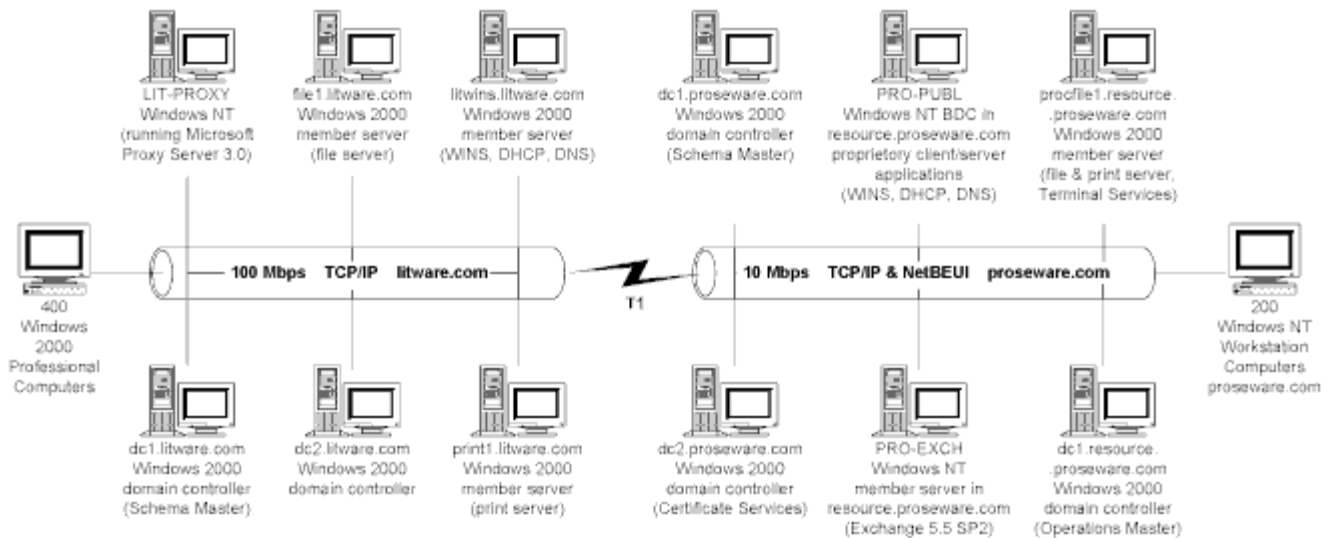 LIT-PROXY
Windows NT
(running Microsoft
Proxy Server 3.0)
file1.litware.com
Windows 2000
member server
(file server)
litwins.litware.com
Windows 2000
member server
(WINS, DHCP, DNS)
dc1.proseware.com
Windows 2000
domain controller
(Schema Master)
PRO-PUBL
Windows NT BDC in
resource.proseware.com
proprietory client/server
applications
(WINS, DHCP, DNS)
procfile1.resource.
.proseware.com
Windows 2000
member server
(file & print server,
Terminal Services)
400
Windows
2000
Professional
Computers
100 Mbps TCP/IP litware.com
T1
10 Mbps TCP/IP & NetBEUI proseware.com
200
Windows NT
Workstation
Computers
proseware.com
dc1.litware.com
Windows 2000
domain controller
(Schema Master)
dc2.litware.com
Windows 2000
domain controller
print1.litware.com
Windows 2000
member server
(print server)
dc2.proseware.com
Windows 2000
domain controller
(Certificate Services)
PRO-EXCH
Windows NT
member server in
resource.proseware.com
(Exchange 5.5 SP2)
dc1.resource.
.proseware.com
Windows 2000
domain controller
(Operations Master)